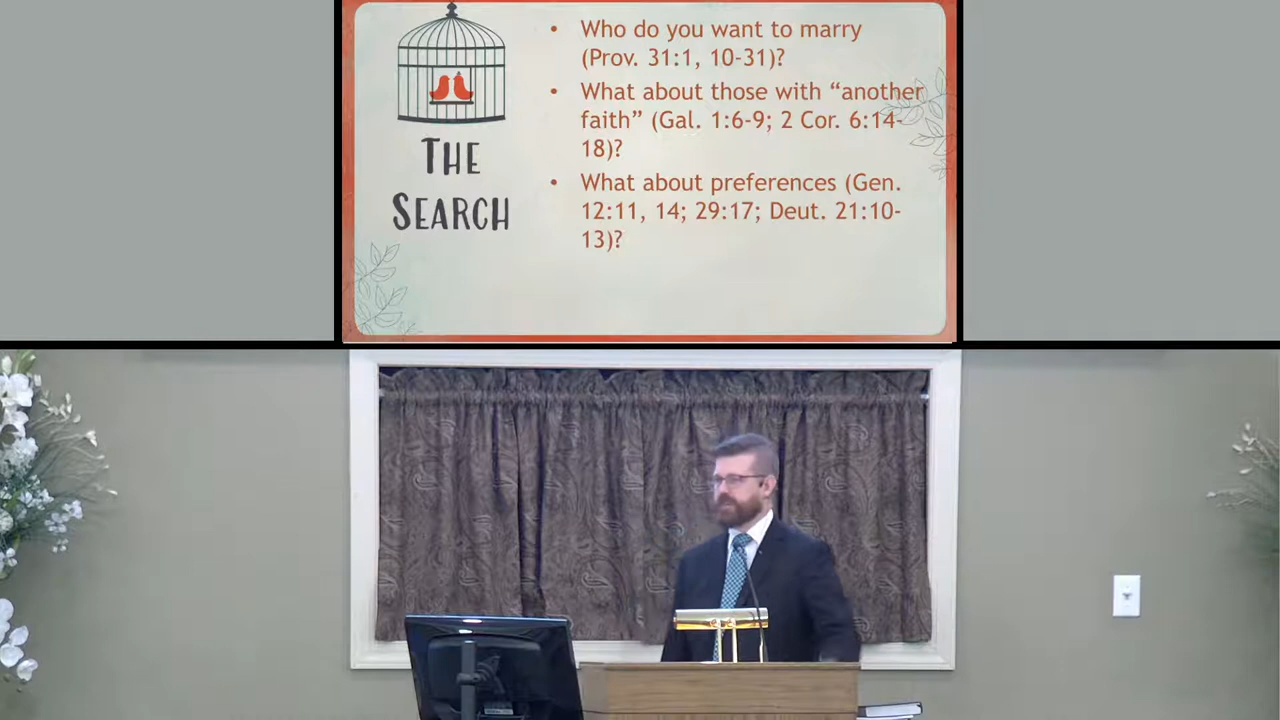 THE
SEARCH
• Who do you want to marry
(Prov. 31:1, 10-31)?
• What about those with “another
faith” (Gal. 1:6-9; 2 Cor. 6:14-
18)?
• What about preferences (Gen.
12:11, 14; 29:17; Deut. 21:10-
13)?